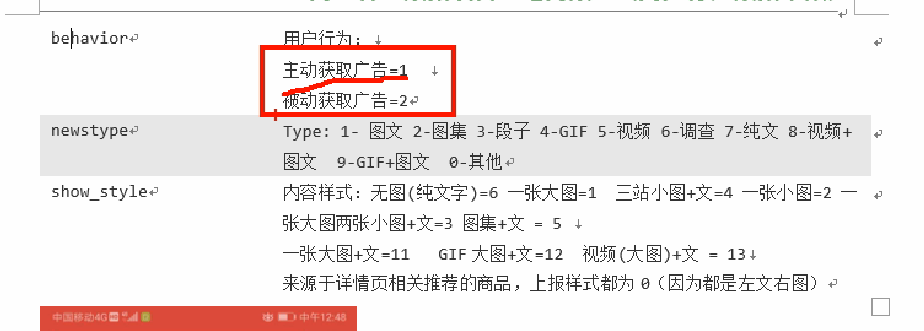 behavior
用户行为：
主动获取广告=1
被动获取广告=2
newstype
Type: 1- 图文 2-图集 3-段子 4-GIF 5-视频 6-调查 7-纯文 8-视频+
图文 9-GIF+图文 0-其他
show_style
内容样式：无图(纯文字)=6 一张大图=1 三站小图+文=4 一张小图=2 一
张大图两张小图+文=3 图集+文 = 5
一张大图+文=11 GIF大图+文=12 视频(大图)+文 = 13
来源于详情页相关推荐的商品，上报样式都为0（因为都是左文右图）
中国移动4G 中午12:48